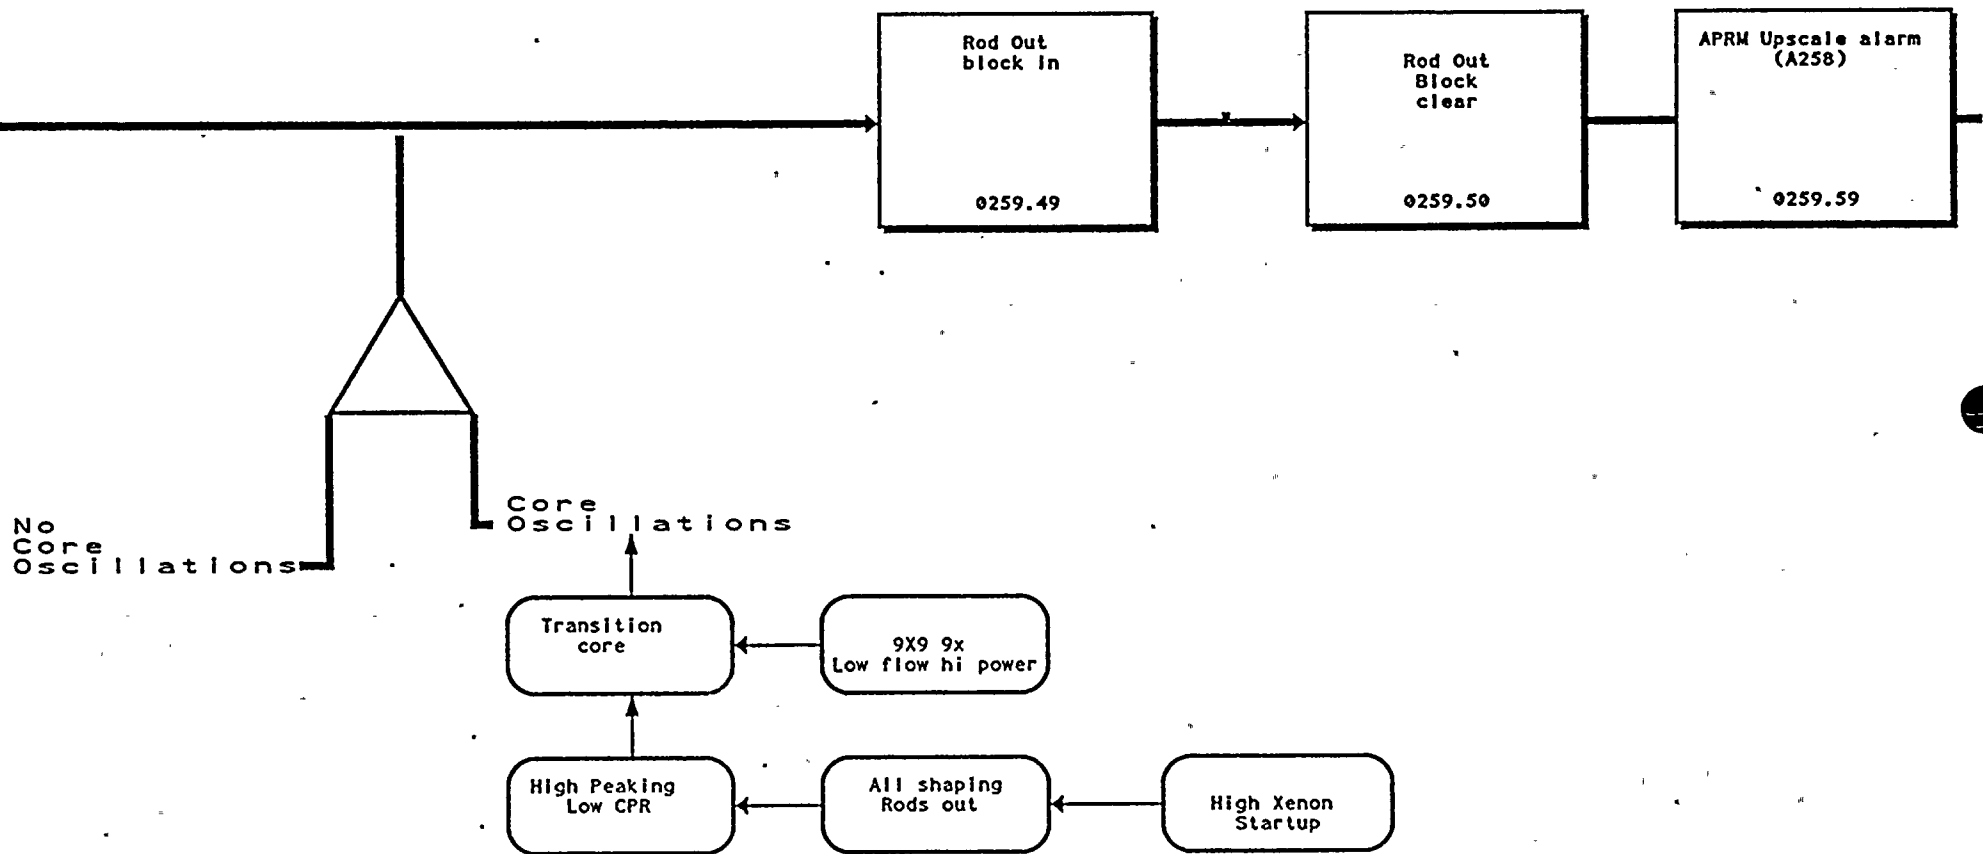 Rod Out
block in
0259.49
Rod Out
Block
clear
0259.50
APRM Upscale alarm
(A258)
0259.59
No
Core
Oscillations
Core
Oscillations
Transition
core
9X9 9x
Low flow hi power
High Peaking
Low CPR
All shaping
Rods out
High Xenon
Startup